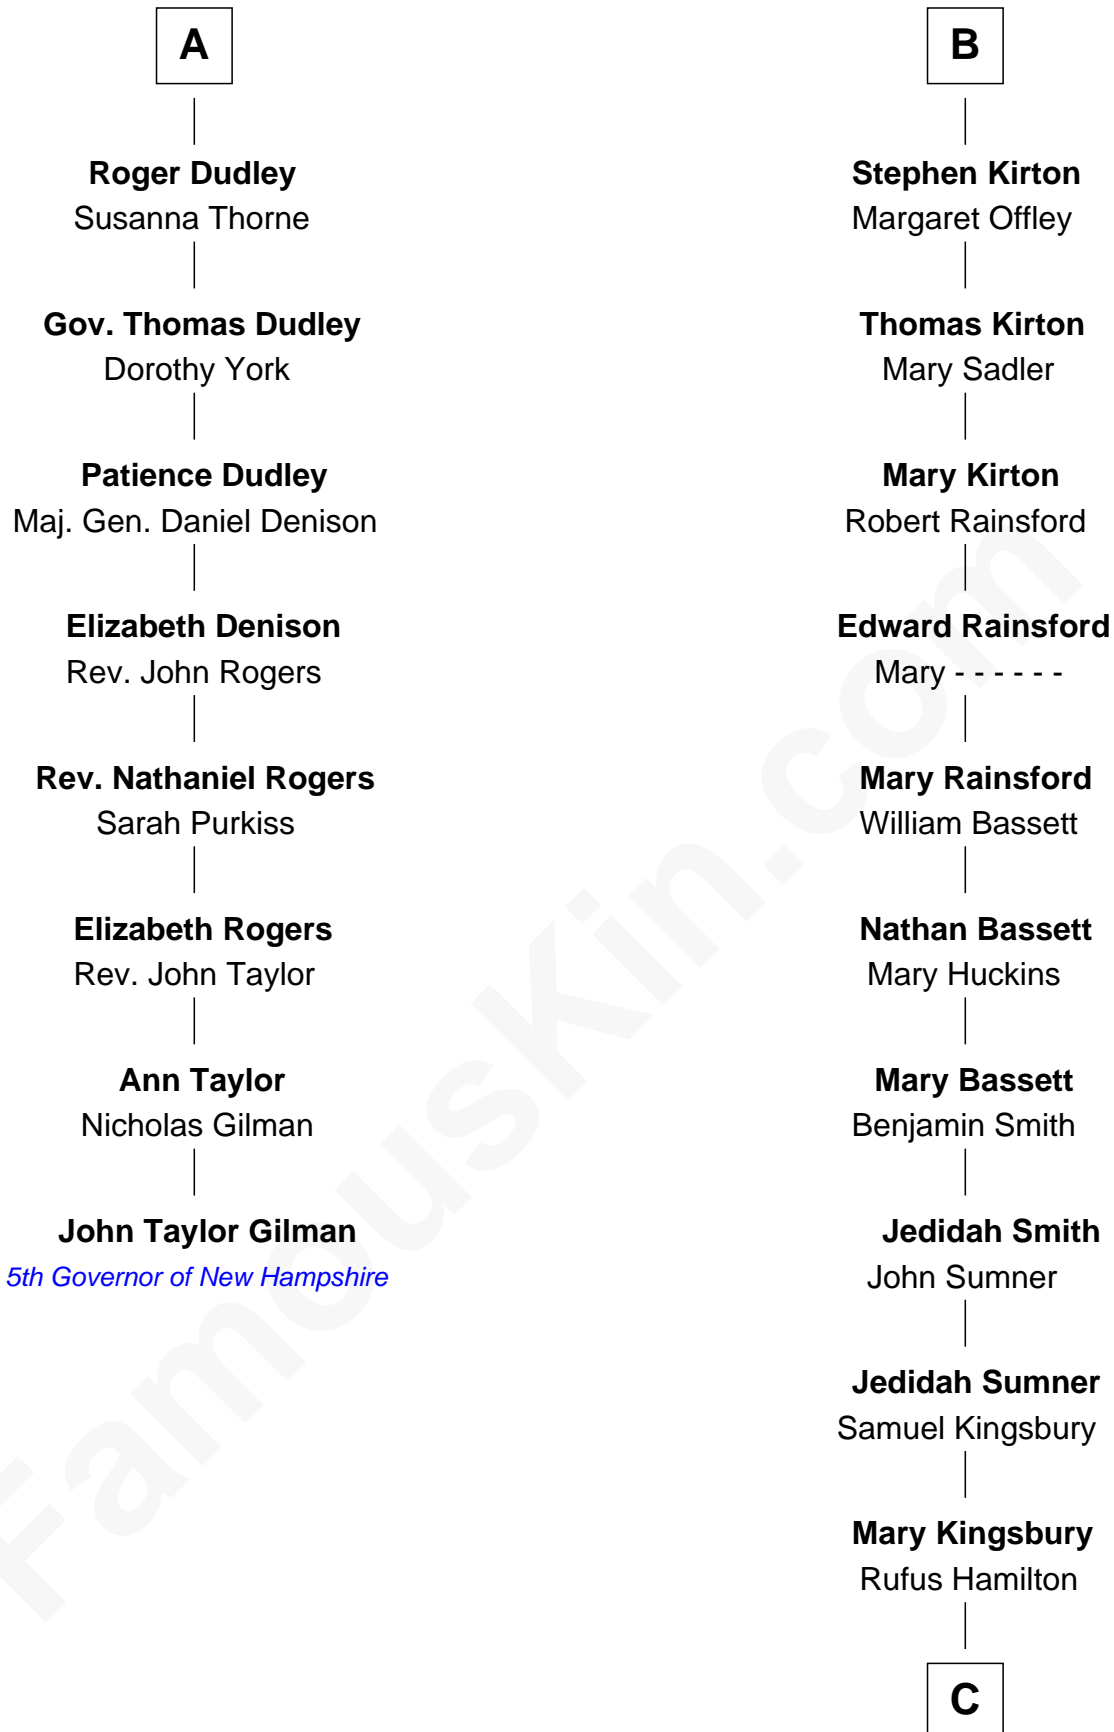 A
Roger Dudley
Susanna Thorne
Gov. Thomas Dudley
Dorothy York
Patience Dudley
Maj. Gen. Daniel Denison
Elizabeth Denison
Rev. John Rogers
Rev. Nathaniel Rogers
Sarah Purkiss
Elizabeth Rogers
Rev. John Taylor
Ann Taylor
Nicholas Gilman
John Taylor Gilman
5th Governor of New Hampshire
B
Stephen Kirton
Margaret Offley
Thomas Kirton
Mary Sadler
Mary Kirton
Robert Rainsford
Edward Rainsford
Mary - - - - - -
Mary Rainsford
William Bassett
Nathan Bassett
Mary Huckins
Mary Bassett
Benjamin Smith
Jedidah Smith
John Sumner
Jedidah Sumner
Samuel Kingsbury
Mary Kingsbury
Rufus Hamilton
C
FamousKin.com